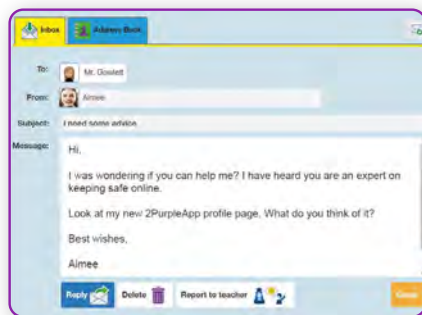 Inbox Address Book
To: Mr. Gowlett
From: Aimee
Subject: I need some advice
Message: Hi,
I was wondering if you can help me? I have heard you are an expert on
keeping safe online.
Look at my new 2PurpleApp profile page. What do you think of it?
Best wishes,
Aimee
Reply Delete Report to teacher Close